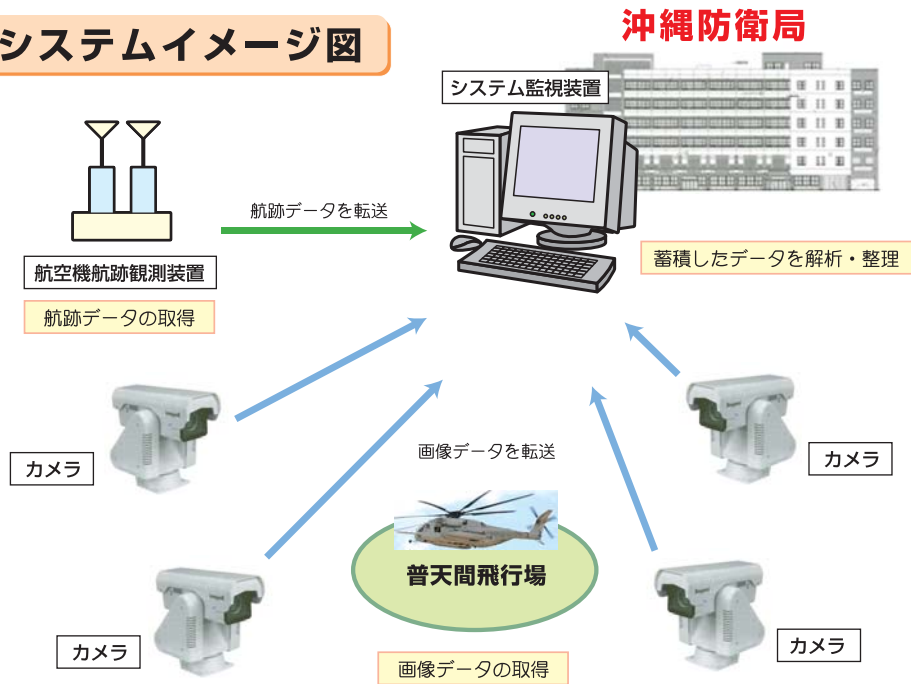 システムイメージ図
沖縄防衛局
システム監視装置
航跡データを転送
航空機航跡観測装置
航跡データの取得
蓄積したデータを解析・整理
カメラ
画像データを転送
カメラ
普天間飛行場
カメラ
カメラ
画像データの取得